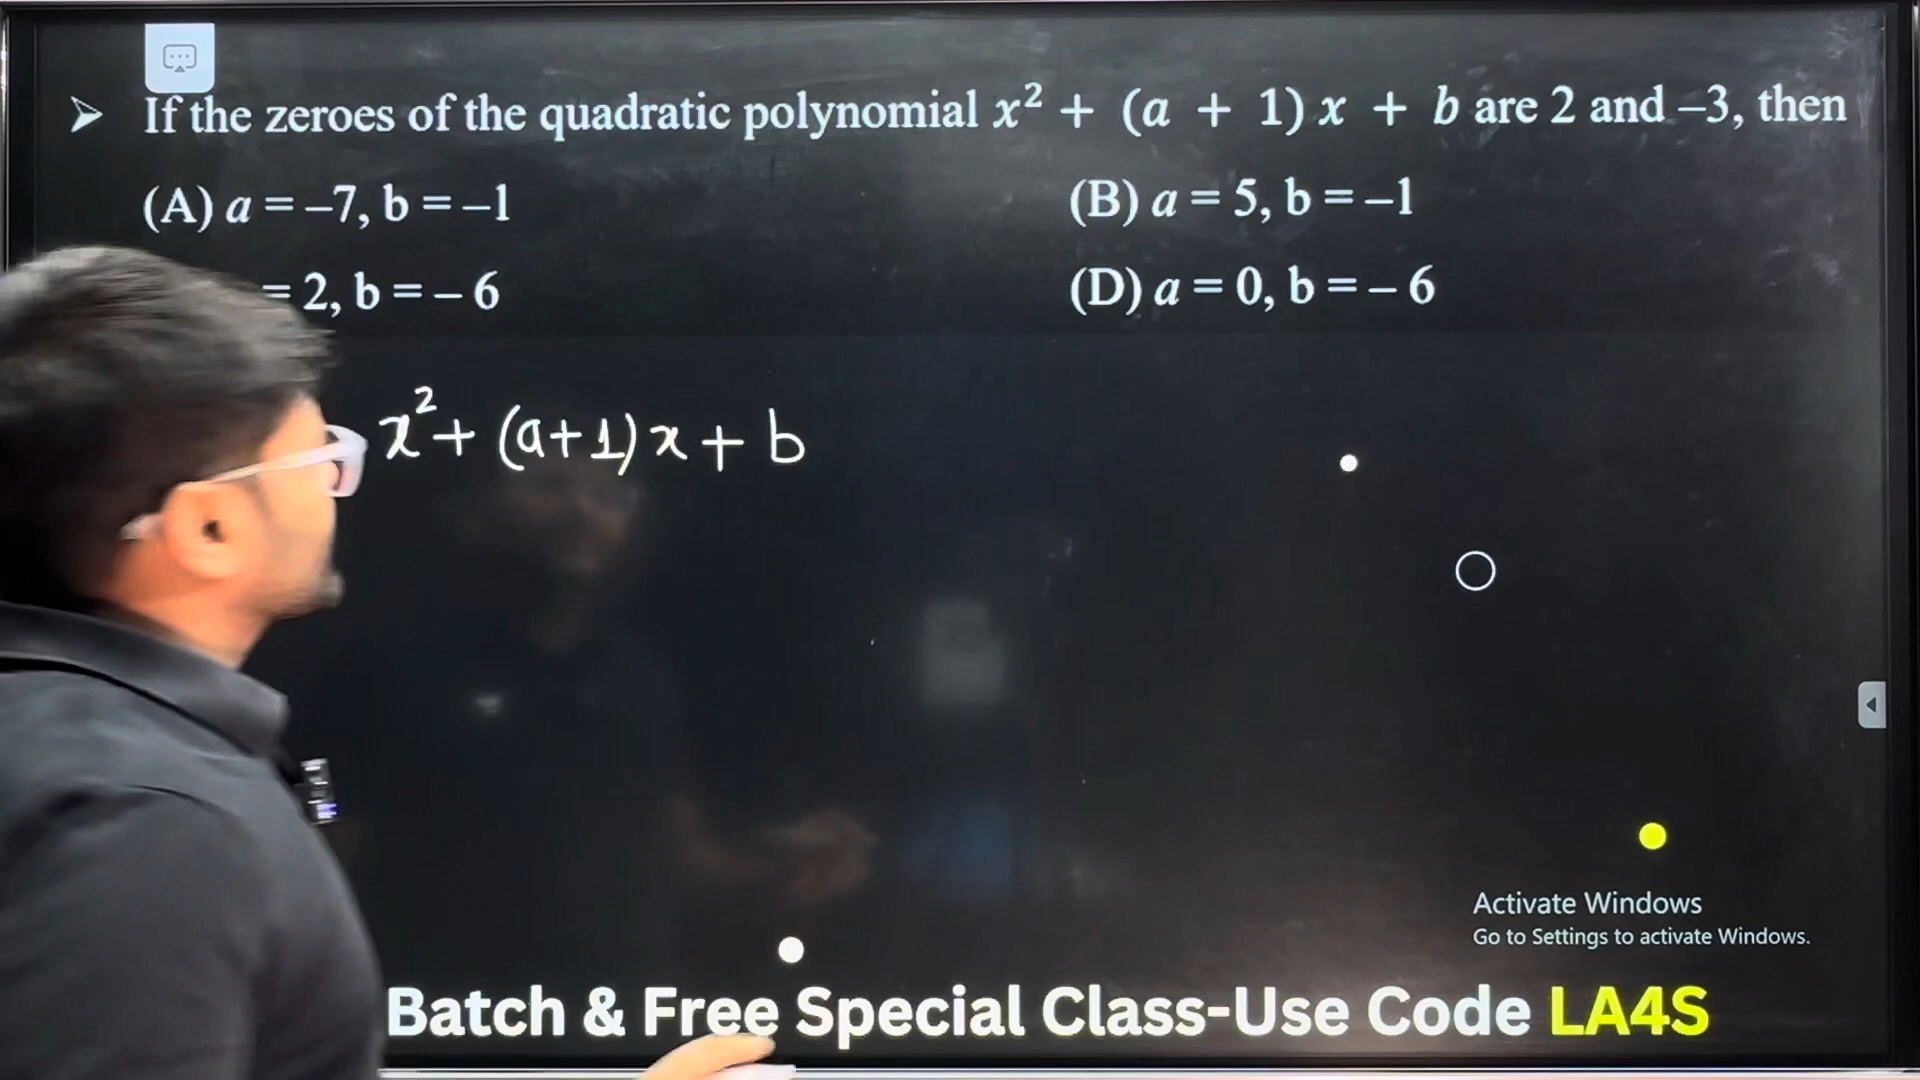 ➤ If the zeroes of the quadratic polynomial x² + (a + 1) x + b are 2 and –3, then
(A) a = –7, b = –1 (B) a = 5, b = –1
= 2, b = – 6 (D) a = 0, b = – 6
x² + (a+1) x + b
Activate Windows
Go to Settings to activate Windows.
Batch & Free Special Class-Use Code LA4S